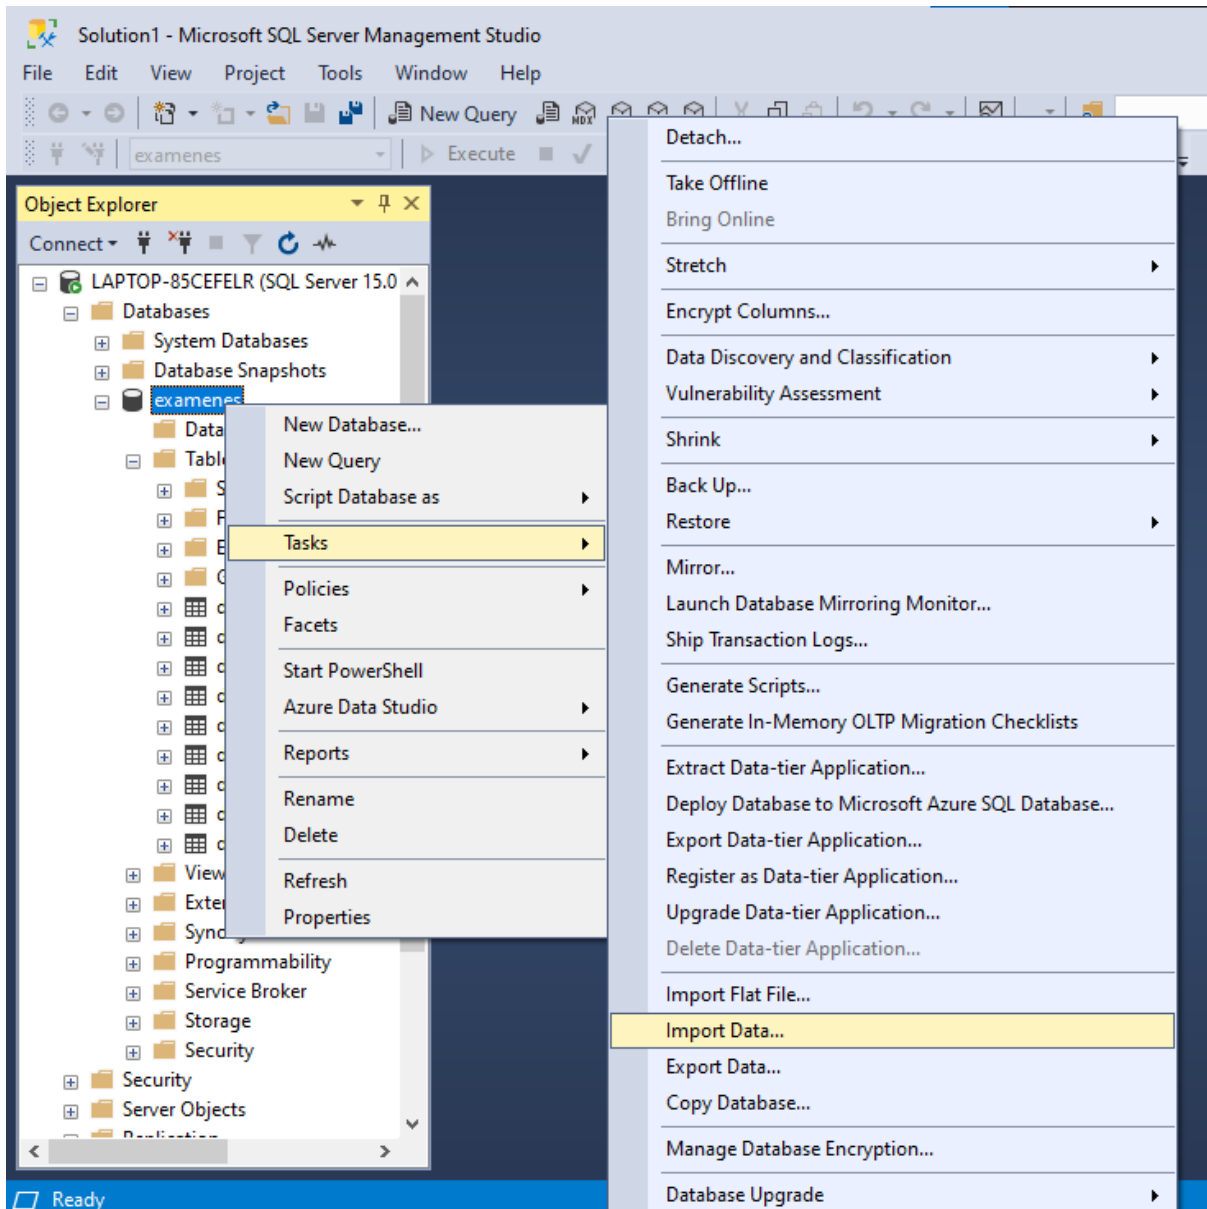 Solution1 - Microsoft SQL Server Management Studio
File Edit View Project Tools Window Help
New Query MDX
examenes Execute
Object Explorer
Connect
LAPTOP-85CEFELR (SQL Server 15.0
Databases
System Databases
Database Snapshots
examenes
Data
Tabl
S
F
E
View
Exter
Programmability
Service Broker
Storage
Security
Security
Server Objects
Replication
Ready
New Database...
New Query
Script Database as
Tasks
Policies
Facets
Start PowerShell
Azure Data Studio
Reports
Rename
Delete
Refresh
Properties
Detach...
Take Offline
Bring Online
Stretch
Encrypt Columns...
Data Discovery and Classification
Vulnerability Assessment
Shrink
Back Up...
Restore
Mirror...
Launch Database Mirroring Monitor...
Ship Transaction Logs...
Generate Scripts...
Generate In-Memory OLTP Migration Checklists
Extract Data-tier Application...
Deploy Database to Microsoft Azure SQL Database...
Export Data-tier Application...
Register as Data-tier Application...
Upgrade Data-tier Application...
Delete Data-tier Application...
Import Flat File...
Import Data...
Export Data...
Copy Database...
Manage Database Encryption...
Database Upgrade